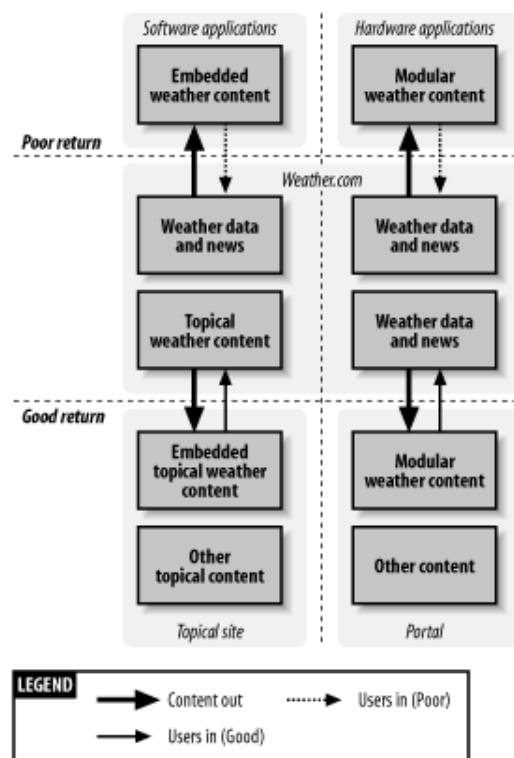 Software applications
Hardware applications
Embedded
weather content
Modular
weather content
Poor return
Weather.com
Weather data
and news
Weather data
and news
Topical
weather content
Weather data
and news
Good return
Embedded
topical weather
content
Modular
weather content
Other
topical content
Other content
Topical site
Portal
LEGEND
Content out
Users in (Poor)
Users in (Good)